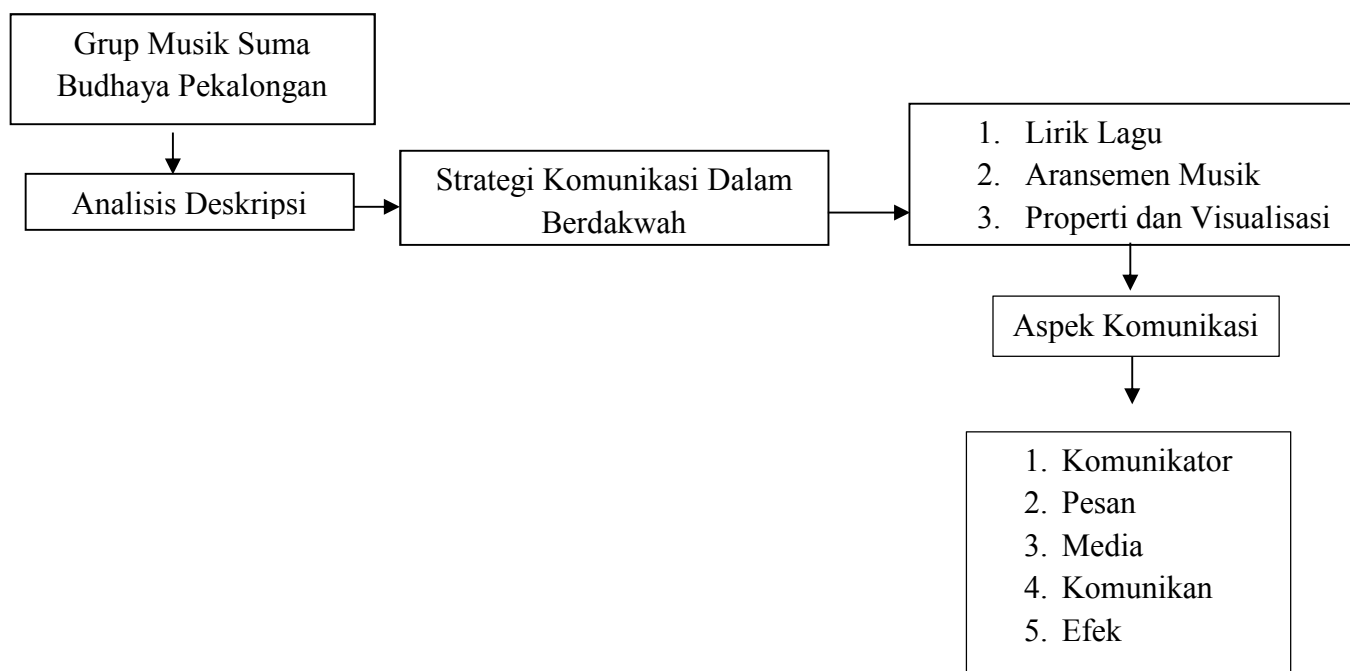 Grup Musik Suma
Budhaya Pekalongan
Analisis Deskripsi
Strategi Komunikasi Dalam
Berdakwah
1. Lirik Lagu
2. Aransemen Musik
3. Properti dan Visualisasi
Aspek Komunikasi
1. Komunikator
2. Pesan
3. Media
4. Komunikan
5. Efek